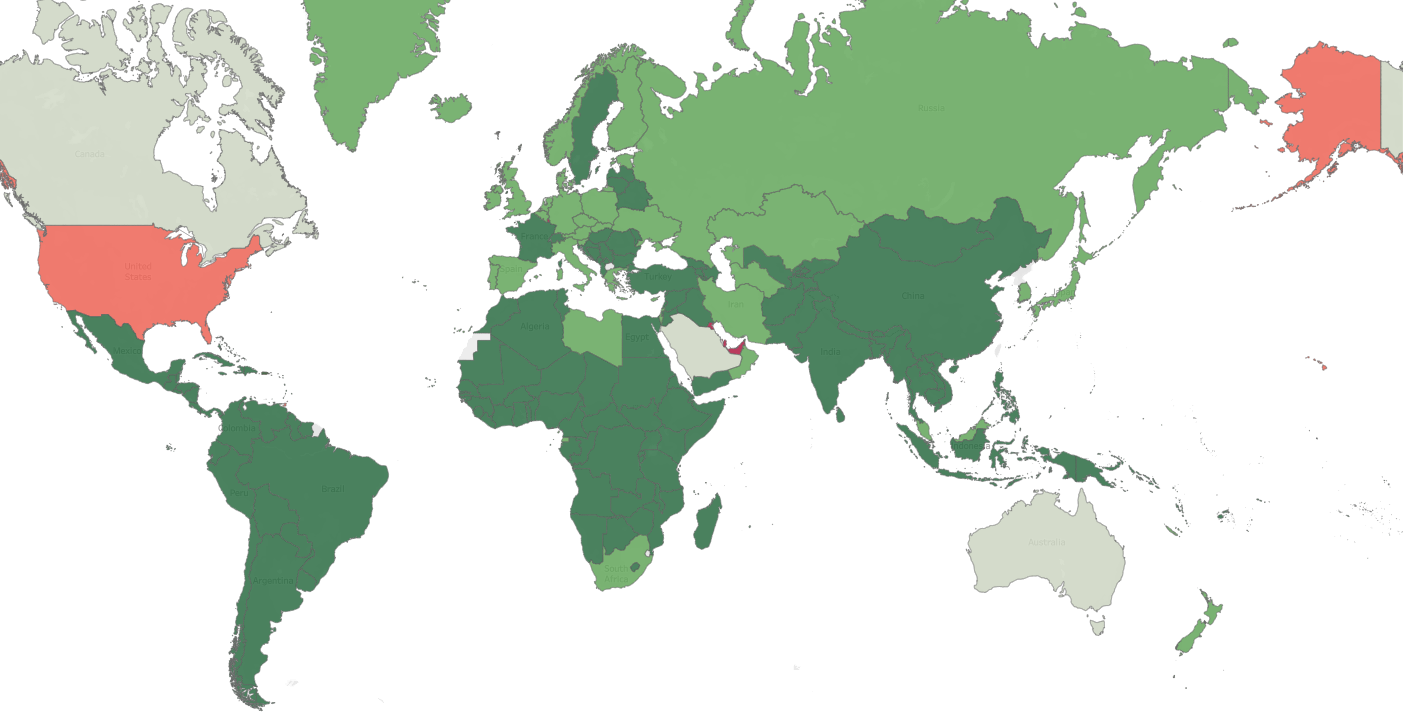 Russia
Canada
France
Spain
United
States
Turkey
Iran
China
Algeria
Egypt
Mexico
India
Colombia
Indonesia
Peru
Brazil
Australia
South
Africa
Argentina